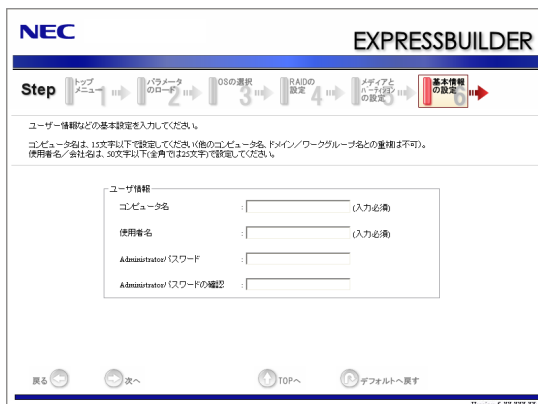 NEC
EXPRESSBUILDER
Step
トップメニュー 1
パラメータのロード 2
OSの選択 3
RAIDの設定 4
メディアとパーティションの設定 5
基本情報の設定 6
ユーザー情報などの基本設定を入力してください。
コンピュータ名は、15文字以下で設定してください(他のコンピュータ名、ドメイン／ワークグループ名との重複は不可)。
使用者名／会社名は、50文字以下(全角では25文字)で設定してください。
ユーザ情報
コンピュータ名 : (入力必須)
使用者名 : (入力必須)
Administratorパスワード :
Administratorパスワードの確認 :
戻る 次へ TOPへ デフォルトへ戻す